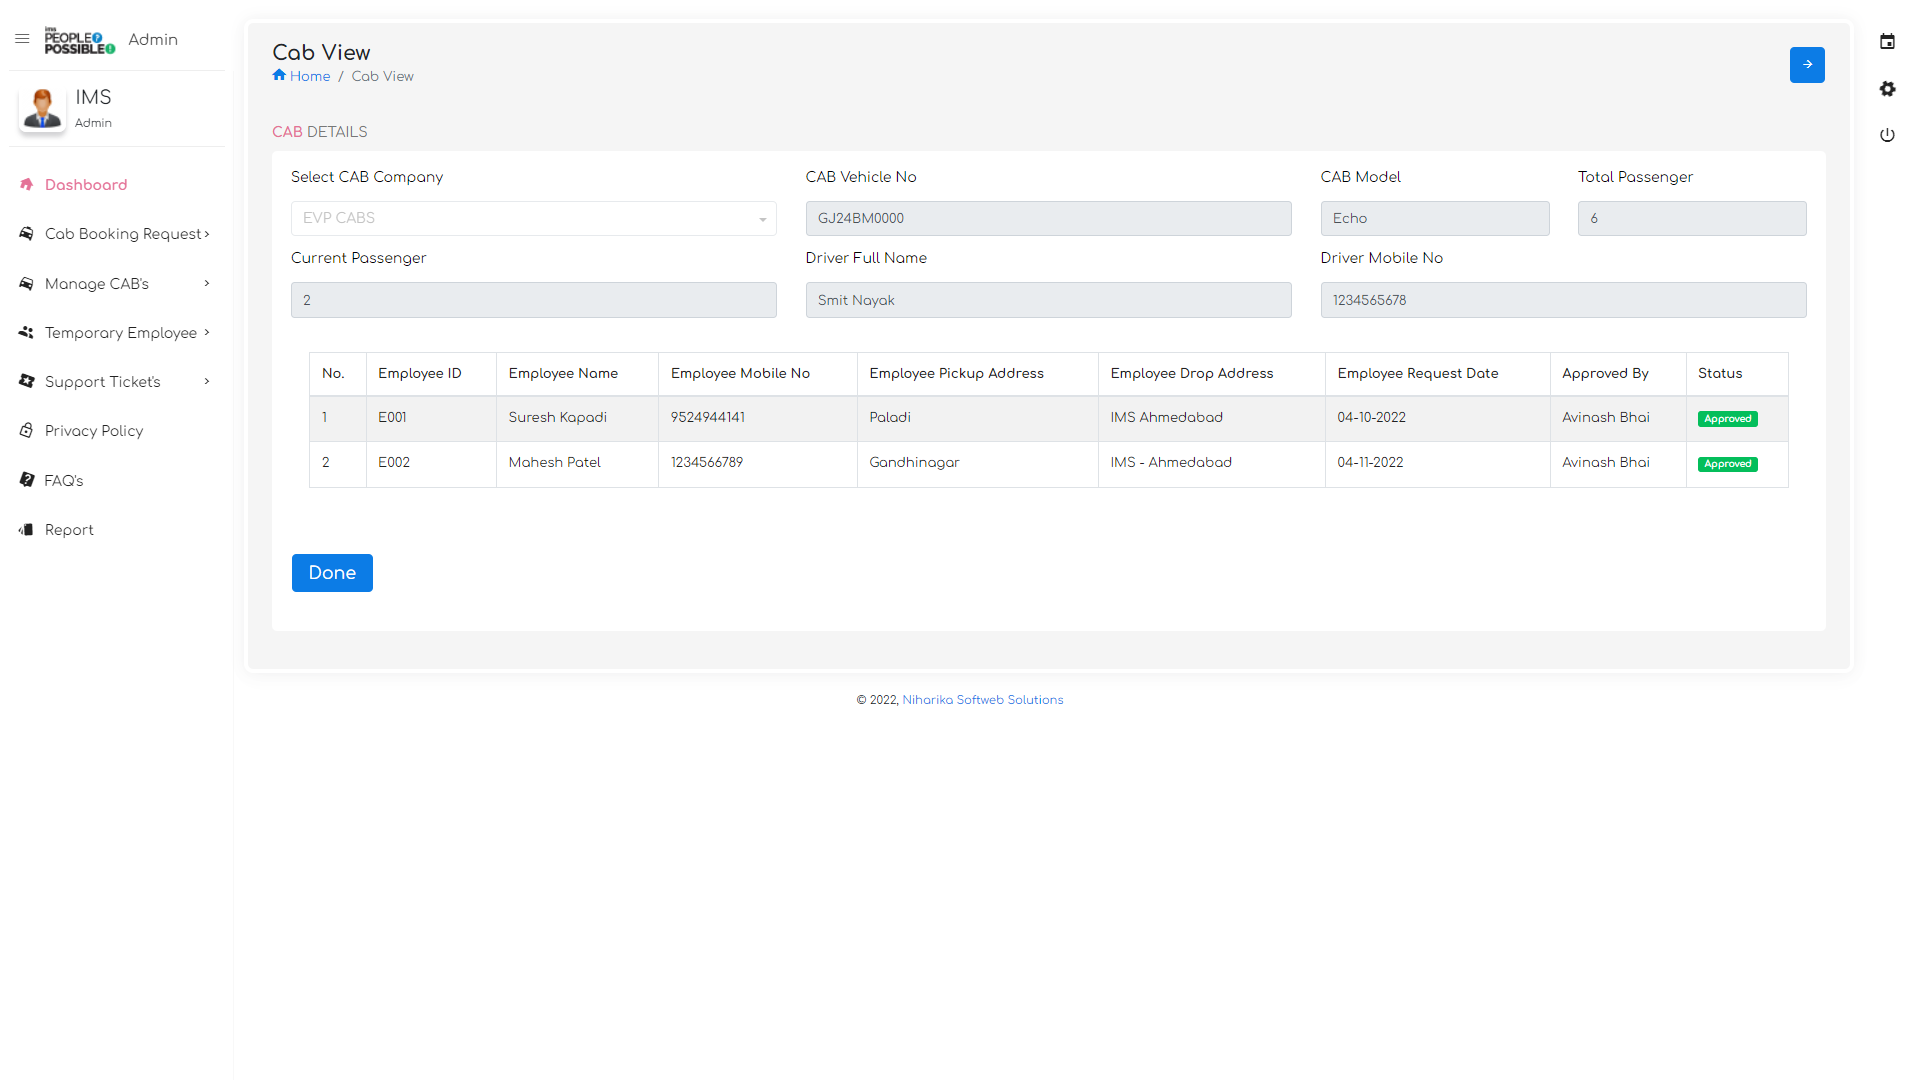 ims
PEOPLE
POSSIBLE
Admin
IMS
Admin
Dashboard
Cab Booking Request
Manage CAB's
Temporary Employee
Support Ticket's
Privacy Policy
FAQ's
Report
Cab View
Home / Cab View
CAB DETAILS
Select CAB Company CAB Vehicle No CAB Model Total Passenger
EVP CABS GJ24BM0000 Echo 6
Current Passenger Driver Full Name Driver Mobile No
2 Smit Nayak 1234565678
No. Employee ID Employee Name Employee Mobile No Employee Pickup Address Employee Drop Address Employee Request Date Approved By Status
1 E001 Suresh Kapadi 9524944141 Paladi IMS Ahmedabad 04-10-2022 Avinash Bhai Approved
2 E002 Mahesh Patel 1234566789 Gandhinagar IMS - Ahmedabad 04-11-2022 Avinash Bhai Approved
Done
© 2022, Niharika Softweb Solutions